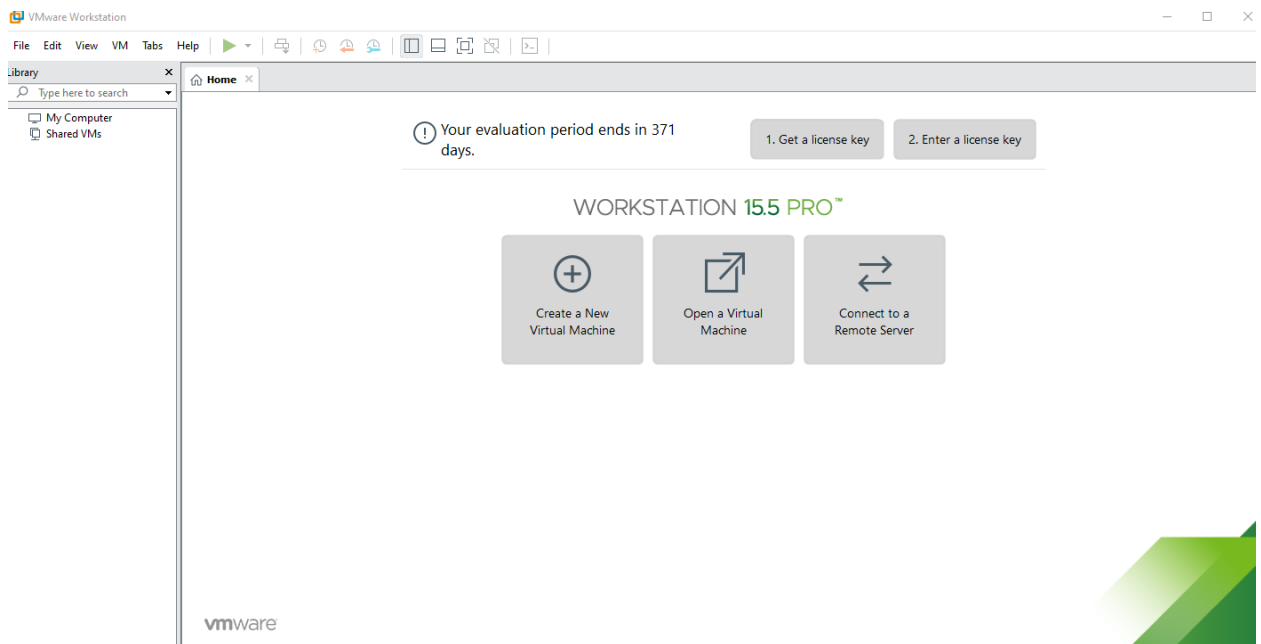 VMware Workstation
File Edit View VM Tabs Help
Library
Type here to search
My Computer
Shared VMs
Home
Your evaluation period ends in 371
days.
1. Get a license key
2. Enter a license key
WORKSTATION 15.5 PRO™
Create a New
Virtual Machine
Open a Virtual
Machine
Connect to a
Remote Server
vmware